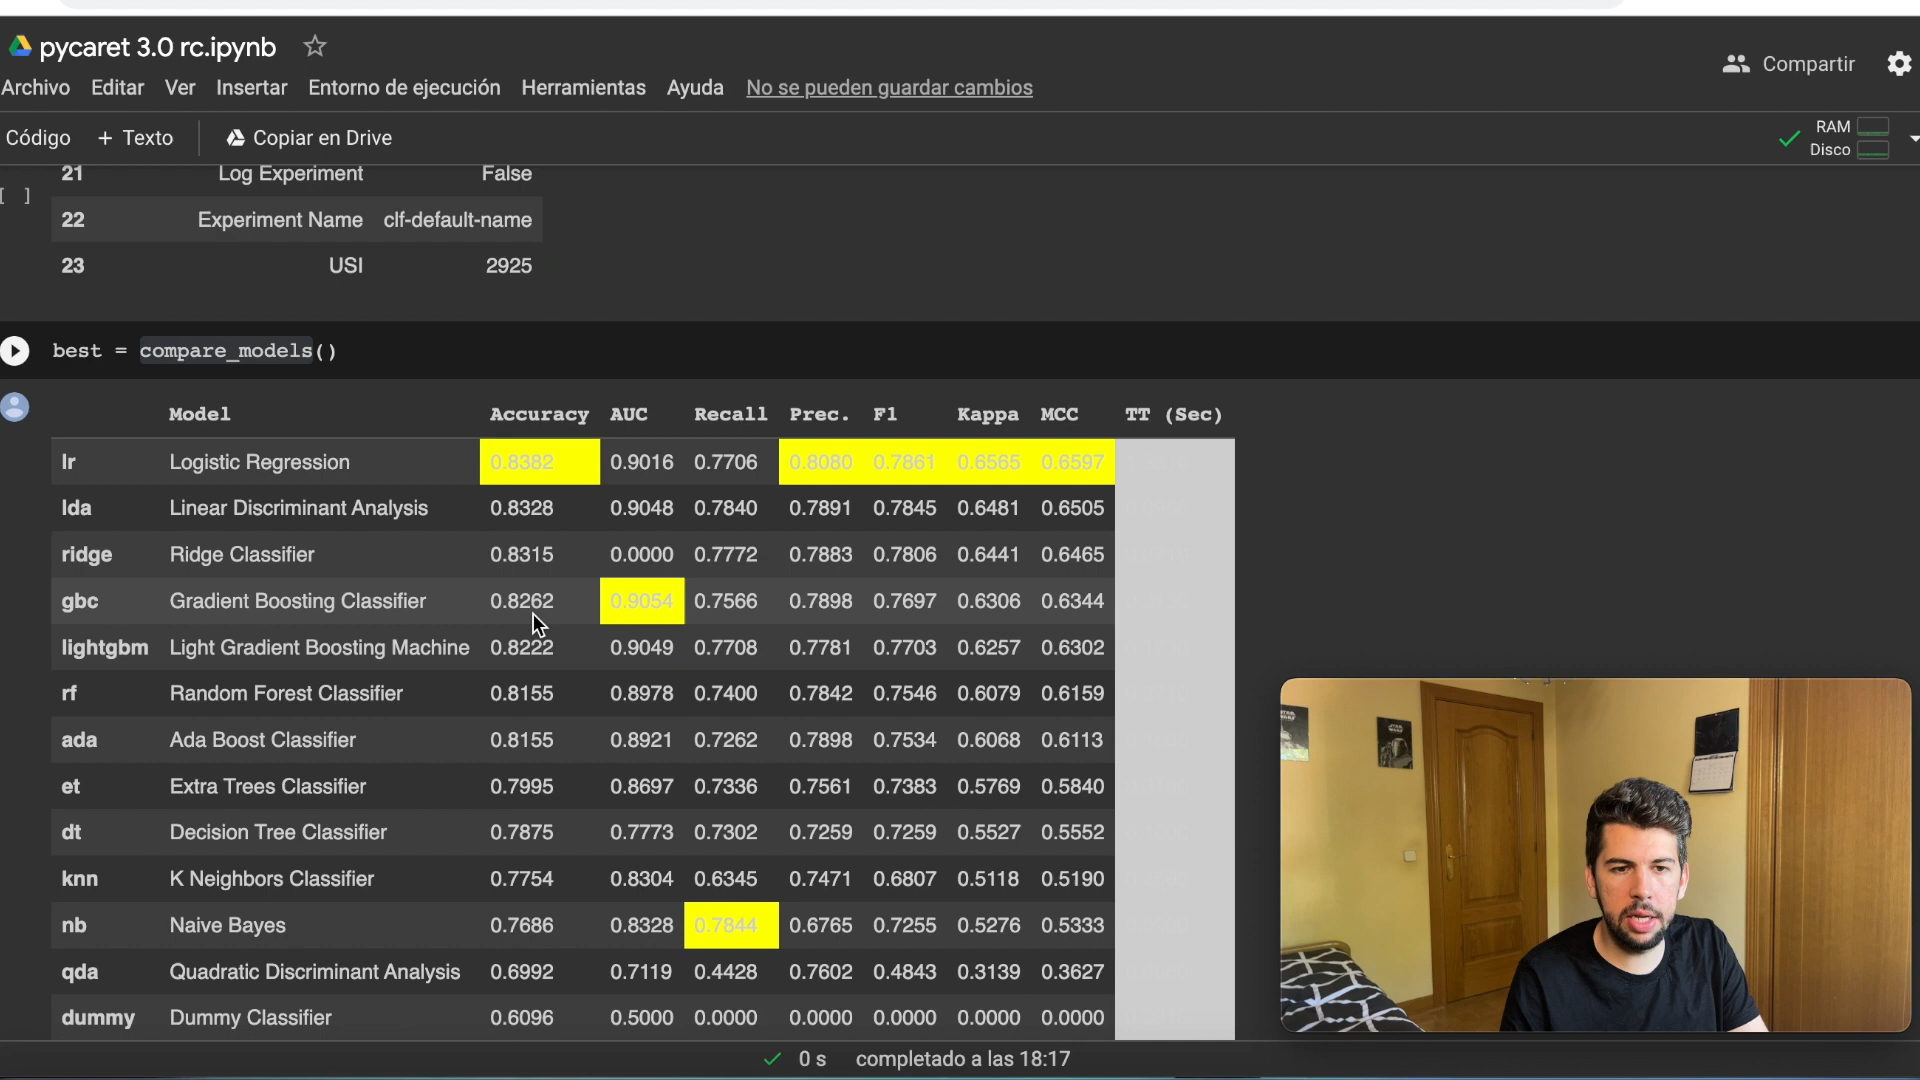 pycaret 3.0 rc.ipynb
Compartir
Archivo Editar Ver Insertar Entorno de ejecución Herramientas Ayuda No se pueden guardar cambios
Código + Texto Copiar en Drive
RAM
Disco
21 Log Experiment False
[ ]
22 Experiment Name clf-default-name
23 USI 2925
best = compare_models()
Model Accuracy AUC Recall Prec. F1 Kappa MCC TT (Sec)
lr Logistic Regression 0.8382 0.9016 0.7706 0.8080 0.7861 0.6565 0.6597
lda Linear Discriminant Analysis 0.8328 0.9048 0.7840 0.7891 0.7845 0.6481 0.6505
ridge Ridge Classifier 0.8315 0.0000 0.7772 0.7883 0.7806 0.6441 0.6465
gbc Gradient Boosting Classifier 0.8262 0.9054 0.7566 0.7898 0.7697 0.6306 0.6344
lightgbm Light Gradient Boosting Machine 0.8222 0.9049 0.7708 0.7781 0.7703 0.6257 0.6302
rf Random Forest Classifier 0.8155 0.8978 0.7400 0.7842 0.7546 0.6079 0.6159
ada Ada Boost Classifier 0.8155 0.8921 0.7262 0.7898 0.7534 0.6068 0.6113
et Extra Trees Classifier 0.7995 0.8697 0.7336 0.7561 0.7383 0.5769 0.5840
dt Decision Tree Classifier 0.7875 0.7773 0.7302 0.7259 0.7259 0.5527 0.5552
knn K Neighbors Classifier 0.7754 0.8304 0.6345 0.7471 0.6807 0.5118 0.5190
nb Naive Bayes 0.7686 0.8328 0.7844 0.6765 0.7255 0.5276 0.5333
qda Quadratic Discriminant Analysis 0.6992 0.7119 0.4428 0.7602 0.4843 0.3139 0.3627
dummy Dummy Classifier 0.6096 0.5000 0.0000 0.0000 0.0000 0.0000 0.0000
0 s completado a las 18:17